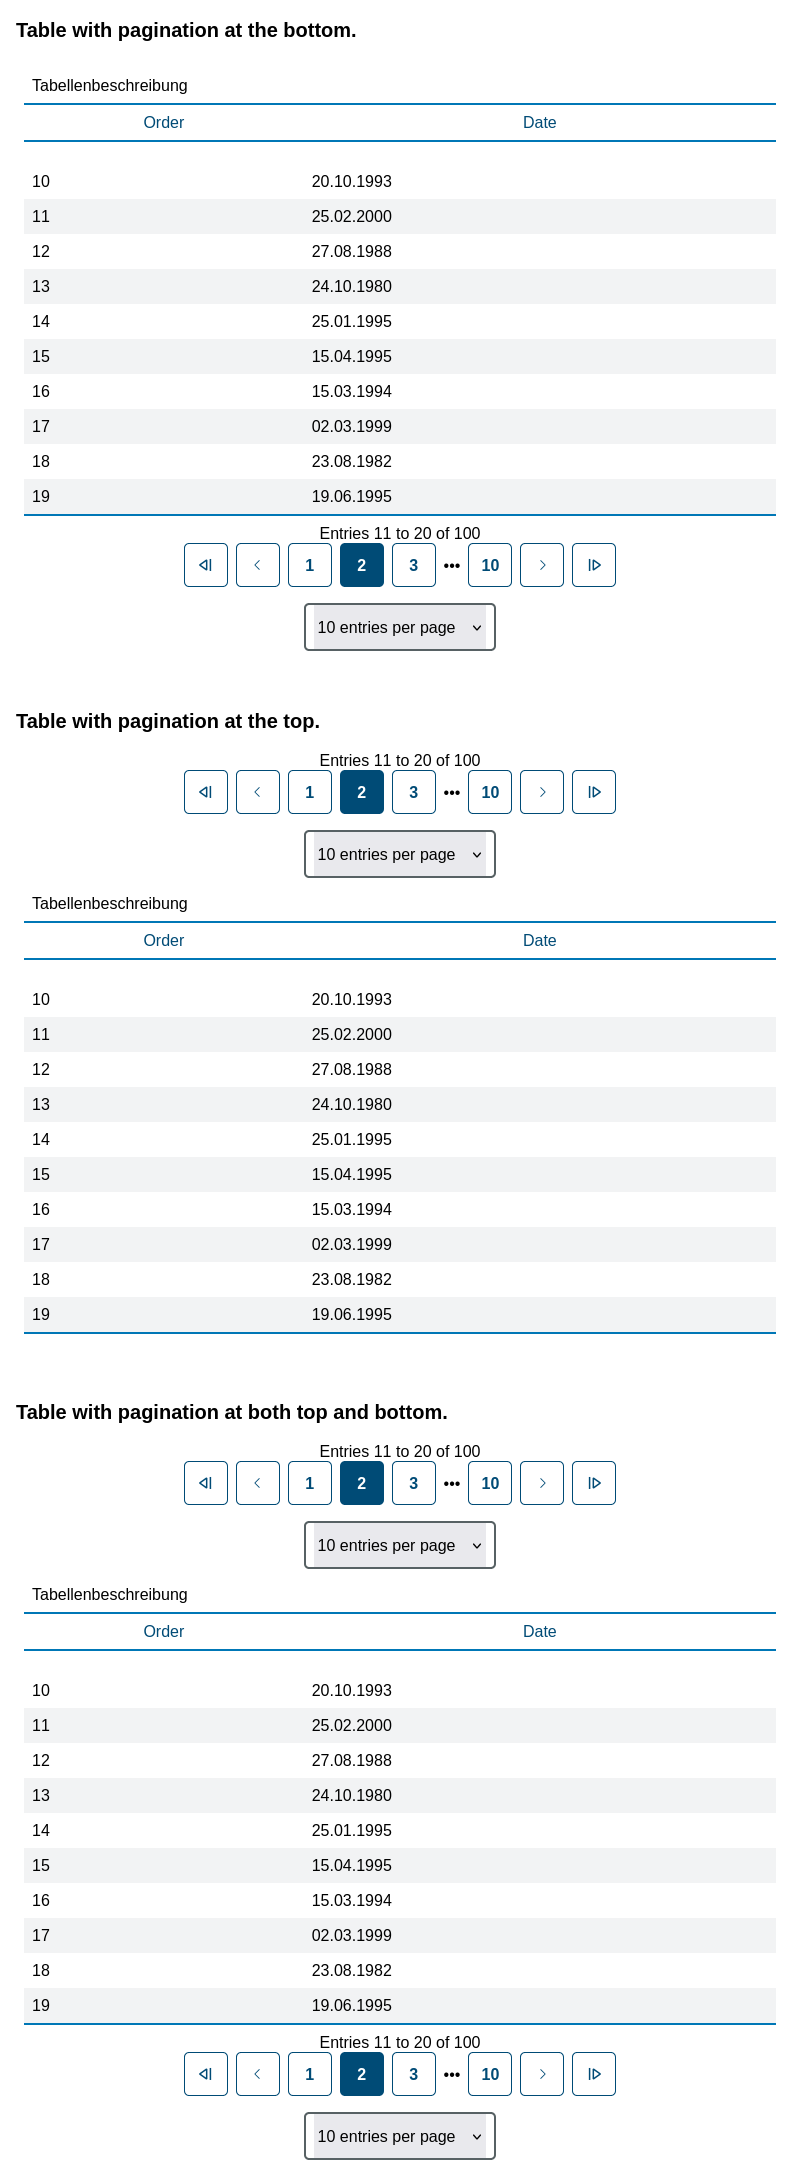 Table with pagination at the bottom.
Tabellenbeschreibung
Order Date
10 20.10.1993
11 25.02.2000
12 27.08.1988
13 24.10.1980
14 25.01.1995
15 15.04.1995
16 15.03.1994
17 02.03.1999
18 23.08.1982
19 19.06.1995
Entries 11 to 20 of 100
1 2 3 ••• 10
10 entries per page
Table with pagination at the top.
Entries 11 to 20 of 100
1 2 3 ••• 10
10 entries per page
Tabellenbeschreibung
Order Date
10 20.10.1993
11 25.02.2000
12 27.08.1988
13 24.10.1980
14 25.01.1995
15 15.04.1995
16 15.03.1994
17 02.03.1999
18 23.08.1982
19 19.06.1995
Table with pagination at both top and bottom.
Entries 11 to 20 of 100
1 2 3 ••• 10
10 entries per page
Tabellenbeschreibung
Order Date
10 20.10.1993
11 25.02.2000
12 27.08.1988
13 24.10.1980
14 25.01.1995
15 15.04.1995
16 15.03.1994
17 02.03.1999
18 23.08.1982
19 19.06.1995
Entries 11 to 20 of 100
1 2 3 ••• 10
10 entries per page